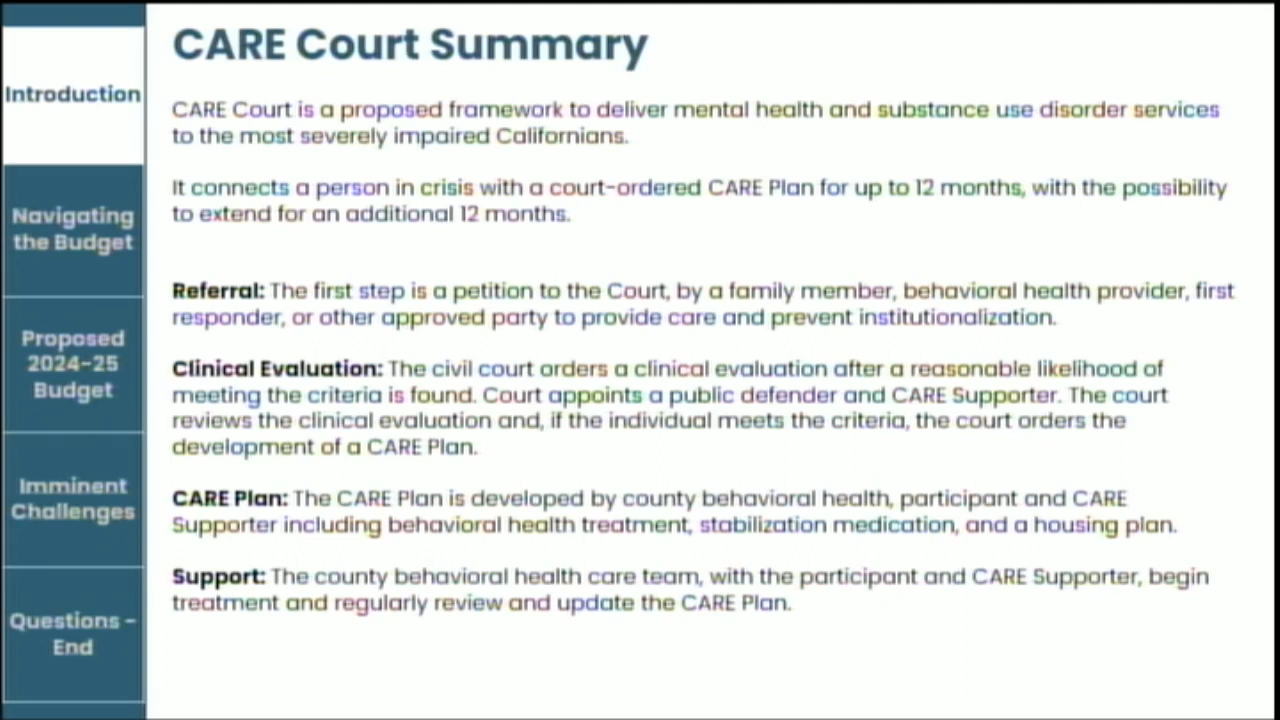 CARE Court Summary
Introduction
CARE Court is a proposed framework to deliver mental health and substance use disorder services
to the most severely impaired Californians.
It connects a person in crisis with a court-ordered CARE Plan for up to 12 months, with the possibility
to extend for an additional 12 months.
Navigating
the Budget
Referral: The first step is a petition to the Court, by a family member, behavioral health provider, first
responder, or other approved party to provide care and prevent institutionalization.
Proposed
2024-25
Budget
Clinical Evaluation: The civil court orders a clinical evaluation after a reasonable likelihood of
meeting the criteria is found. Court appoints a public defender and CARE Supporter. The court
reviews the clinical evaluation and, if the individual meets the criteria, the court orders the
development of a CARE Plan.
Imminent
Challenges
CARE Plan: The CARE Plan is developed by county behavioral health, participant and CARE
Supporter including behavioral health treatment, stabilization medication, and a housing plan.
Support: The county behavioral health care team, with the participant and CARE Supporter, begin
treatment and regularly review and update the CARE Plan.
Questions -
End